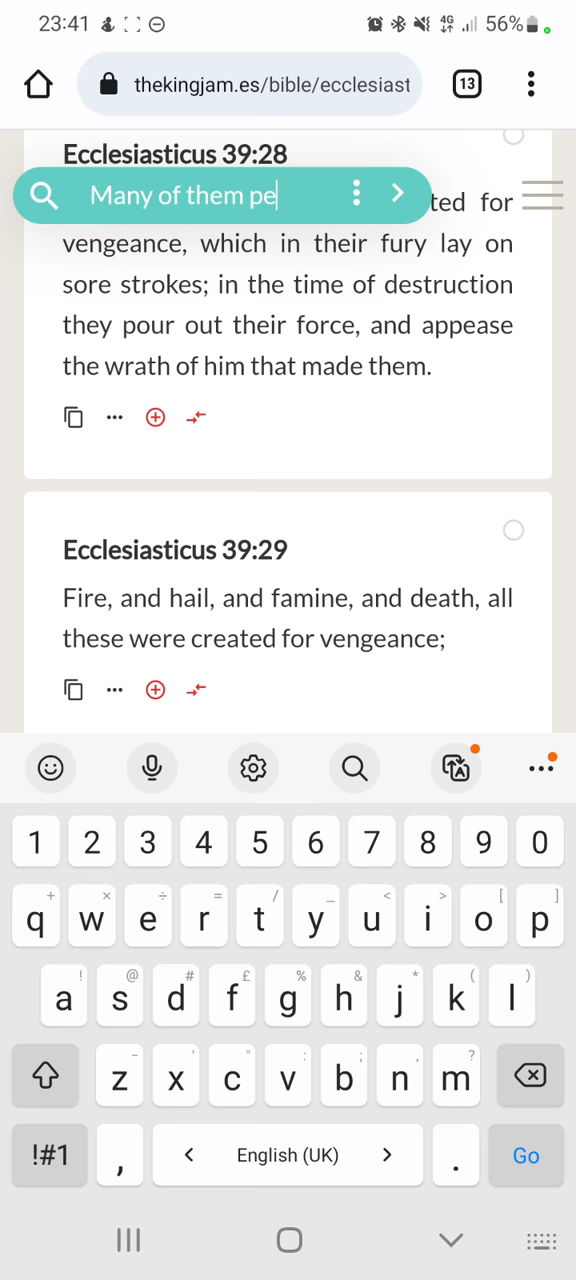 23:41
4G
56%
thekingjam.es/bible/ecclesiast
13
Ecclesiasticus 39:28
Many of them pe
ted for
vengeance, which in their fury lay on
sore strokes; in the time of destruction
they pour out their force, and appease
the wrath of him that made them.
Ecclesiasticus 39:29
Fire, and hail, and famine, and death, all
these were created for vengeance;
1 2 3 4 5 6 7 8 9 0
+ × ÷ = / _ < > [ ]
q w e r t y u i o p
! @ # £ % & * ( )
a s d f g h j k l
- ' " : ; , ?
z x c v b n m
!#1 , < English (UK) > . Go